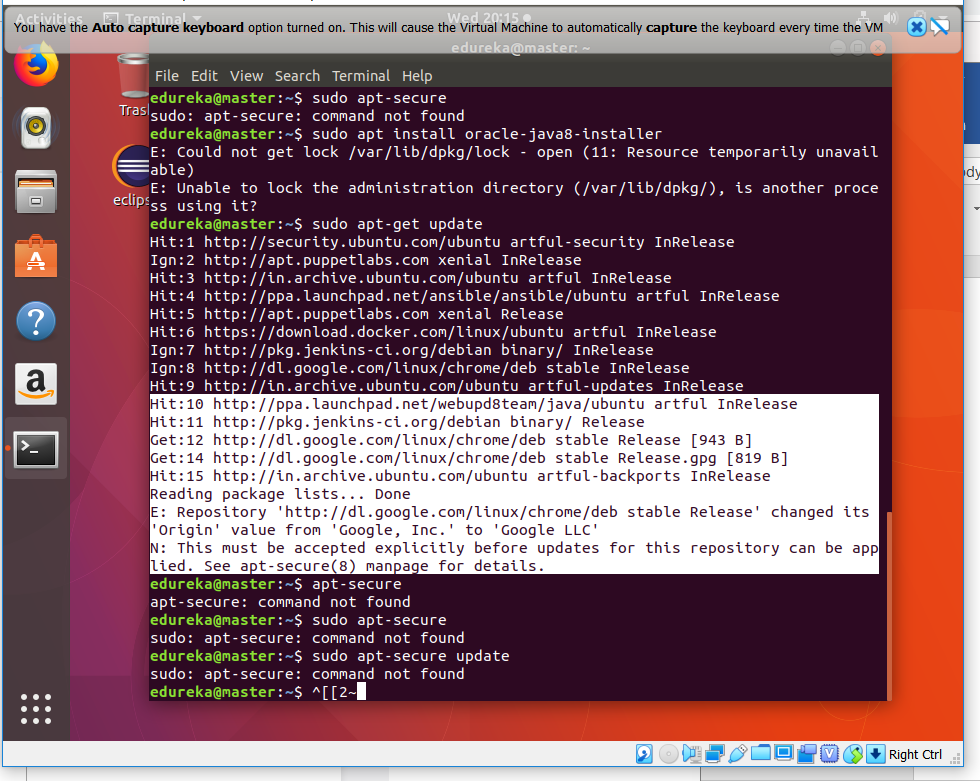 Activities
Terminal
Wed 20:15
You have the Auto capture keyboard option turned on. This will cause the Virtual Machine to automatically capture the keyboard every time the VM
edureka@master: ~
File Edit View Search Terminal Help
Trash
eclips
edureka@master:~$ sudo apt-secure
sudo: apt-secure: command not found
edureka@master:~$ sudo apt install oracle-java8-installer
E: Could not get lock /var/lib/dpkg/lock - open (11: Resource temporarily unavail
able)
E: Unable to lock the administration directory (/var/lib/dpkg/), is another proce
ss using it?
edureka@master:~$ sudo apt-get update
Hit:1 http://security.ubuntu.com/ubuntu artful-security InRelease
Ign:2 http://apt.puppetlabs.com xenial InRelease
Hit:3 http://in.archive.ubuntu.com/ubuntu artful InRelease
Hit:4 http://ppa.launchpad.net/ansible/ansible/ubuntu artful InRelease
Hit:5 http://apt.puppetlabs.com xenial Release
Hit:6 https://download.docker.com/linux/ubuntu artful InRelease
Ign:7 http://pkg.jenkins-ci.org/debian binary/ InRelease
Ign:8 http://dl.google.com/linux/chrome/deb stable InRelease
Hit:9 http://in.archive.ubuntu.com/ubuntu artful-updates InRelease
Hit:10 http://ppa.launchpad.net/webupd8team/java/ubuntu artful InRelease
Hit:11 http://pkg.jenkins-ci.org/debian binary/ Release
Get:12 http://dl.google.com/linux/chrome/deb stable Release [943 B]
Get:14 http://dl.google.com/linux/chrome/deb stable Release.gpg [819 B]
Hit:15 http://in.archive.ubuntu.com/ubuntu artful-backports InRelease
Reading package lists... Done
E: Repository 'http://dl.google.com/linux/chrome/deb stable Release' changed its
'Origin' value from 'Google, Inc.' to 'Google LLC'
N: This must be accepted explicitly before updates for this repository can be app
lied. See apt-secure(8) manpage for details.
edureka@master:~$ apt-secure
apt-secure: command not found
edureka@master:~$ sudo apt-secure
sudo: apt-secure: command not found
edureka@master:~$ sudo apt-secure update
sudo: apt-secure: command not found
edureka@master:~$ ^[[2~
Right Ctrl